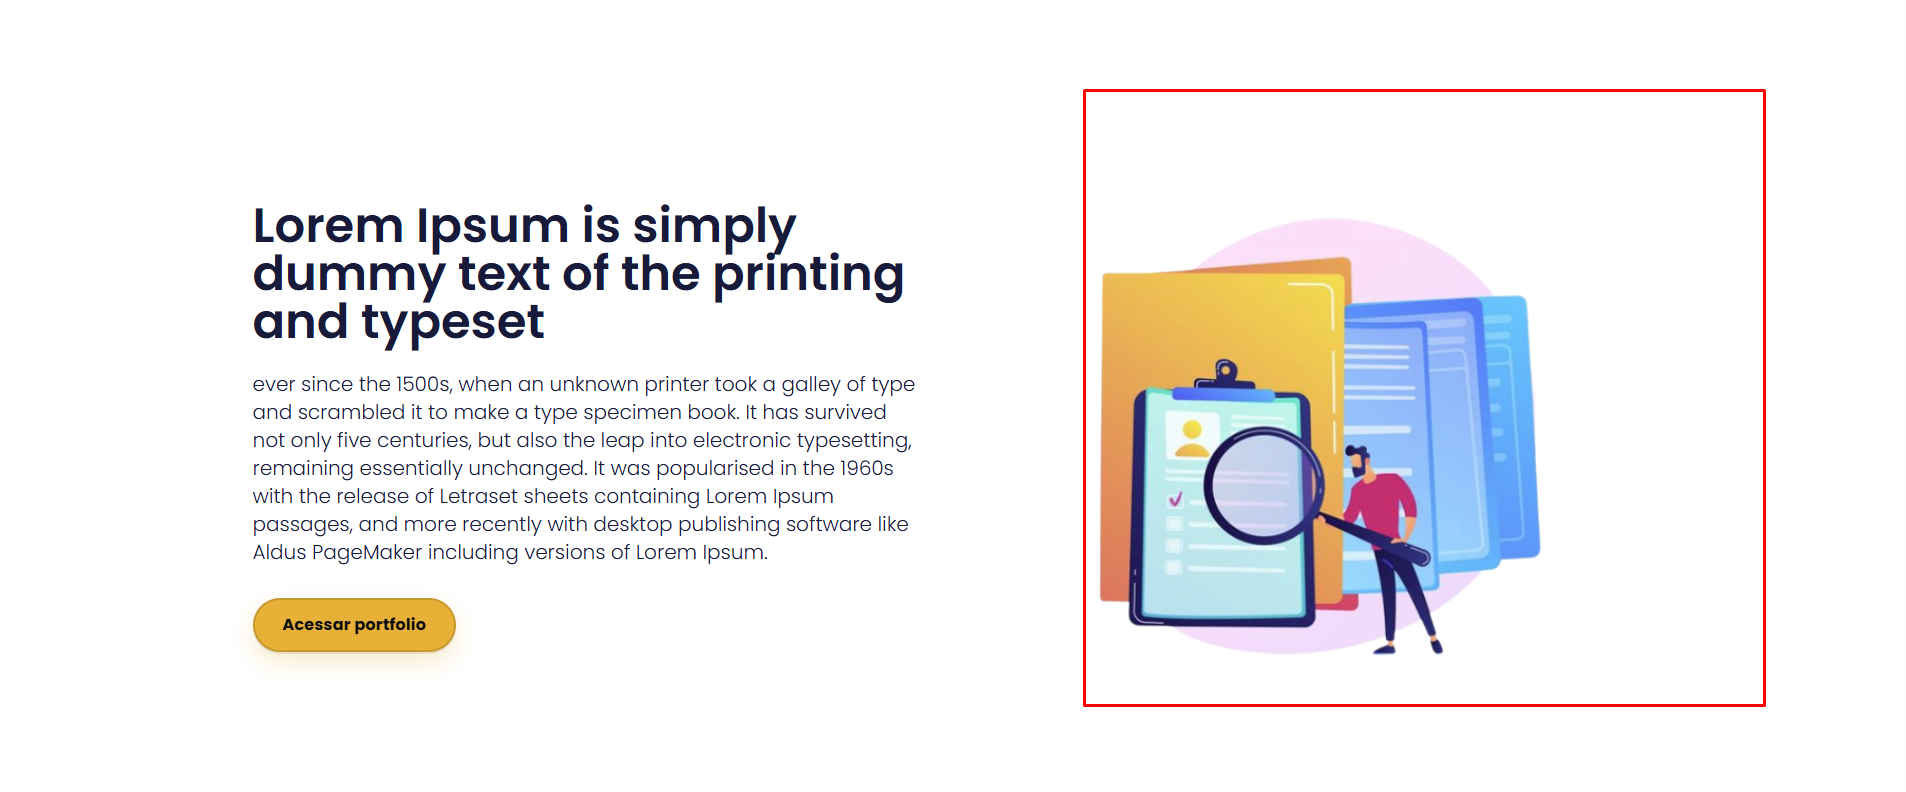 Lorem Ipsum is simply
dummy text of the printing
and typeset
ever since the 1500s, when an unknown printer took a galley of type
and scrambled it to make a type specimen book. It has survived
not only five centuries, but also the leap into electronic typesetting,
remaining essentially unchanged. It was popularised in the 1960s
with the release of Letraset sheets containing Lorem Ipsum
passages, and more recently with desktop publishing software like
Aldus PageMaker including versions of Lorem Ipsum.
Acessar portfolio